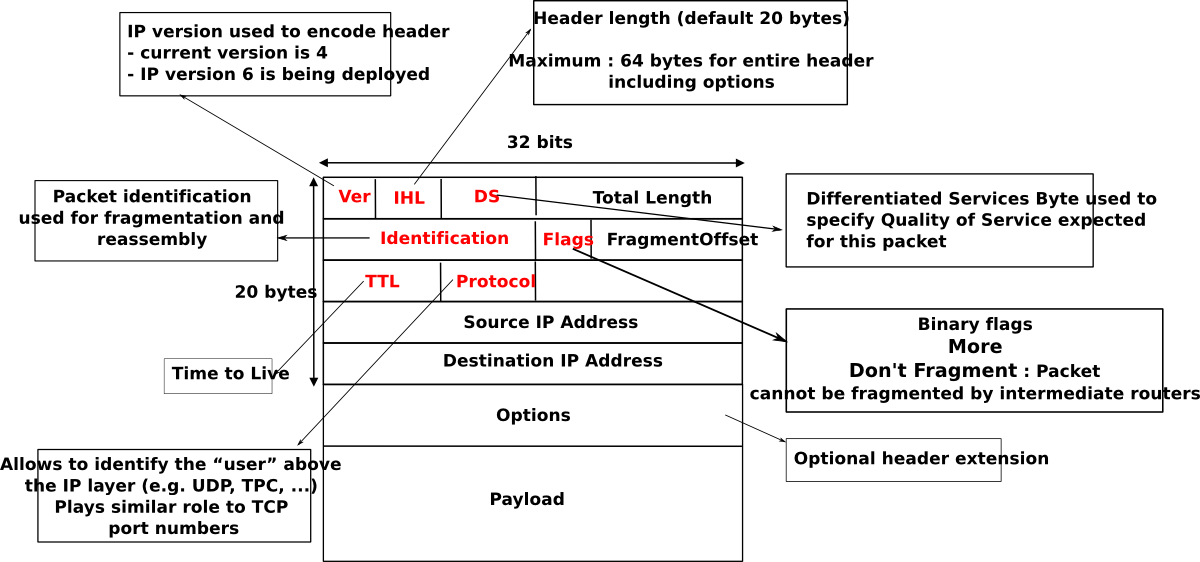 IP version used to encode header
- current version is 4
- IP version 6 is being deployed
Header length (default 20 bytes)
Maximum : 64 bytes for entire header
including options
32 bits
Packet identification
used for fragmentation and
reassembly
Ver
IHL
DS
Total Length
Differentiated Services Byte used to
specify Quality of Service expected
for this packet
Identification
Flags
FragmentOffset
20 bytes
TTL
Protocol
Source IP Address
Binary flags
More
Don't Fragment : Packet
cannot be fragmented by intermediate routers
Time to Live
Destination IP Address
Options
Optional header extension
Allows to identify the “user” above
the IP layer (e.g. UDP, TPC, ...)
Plays similar role to TCP
port numbers
Payload